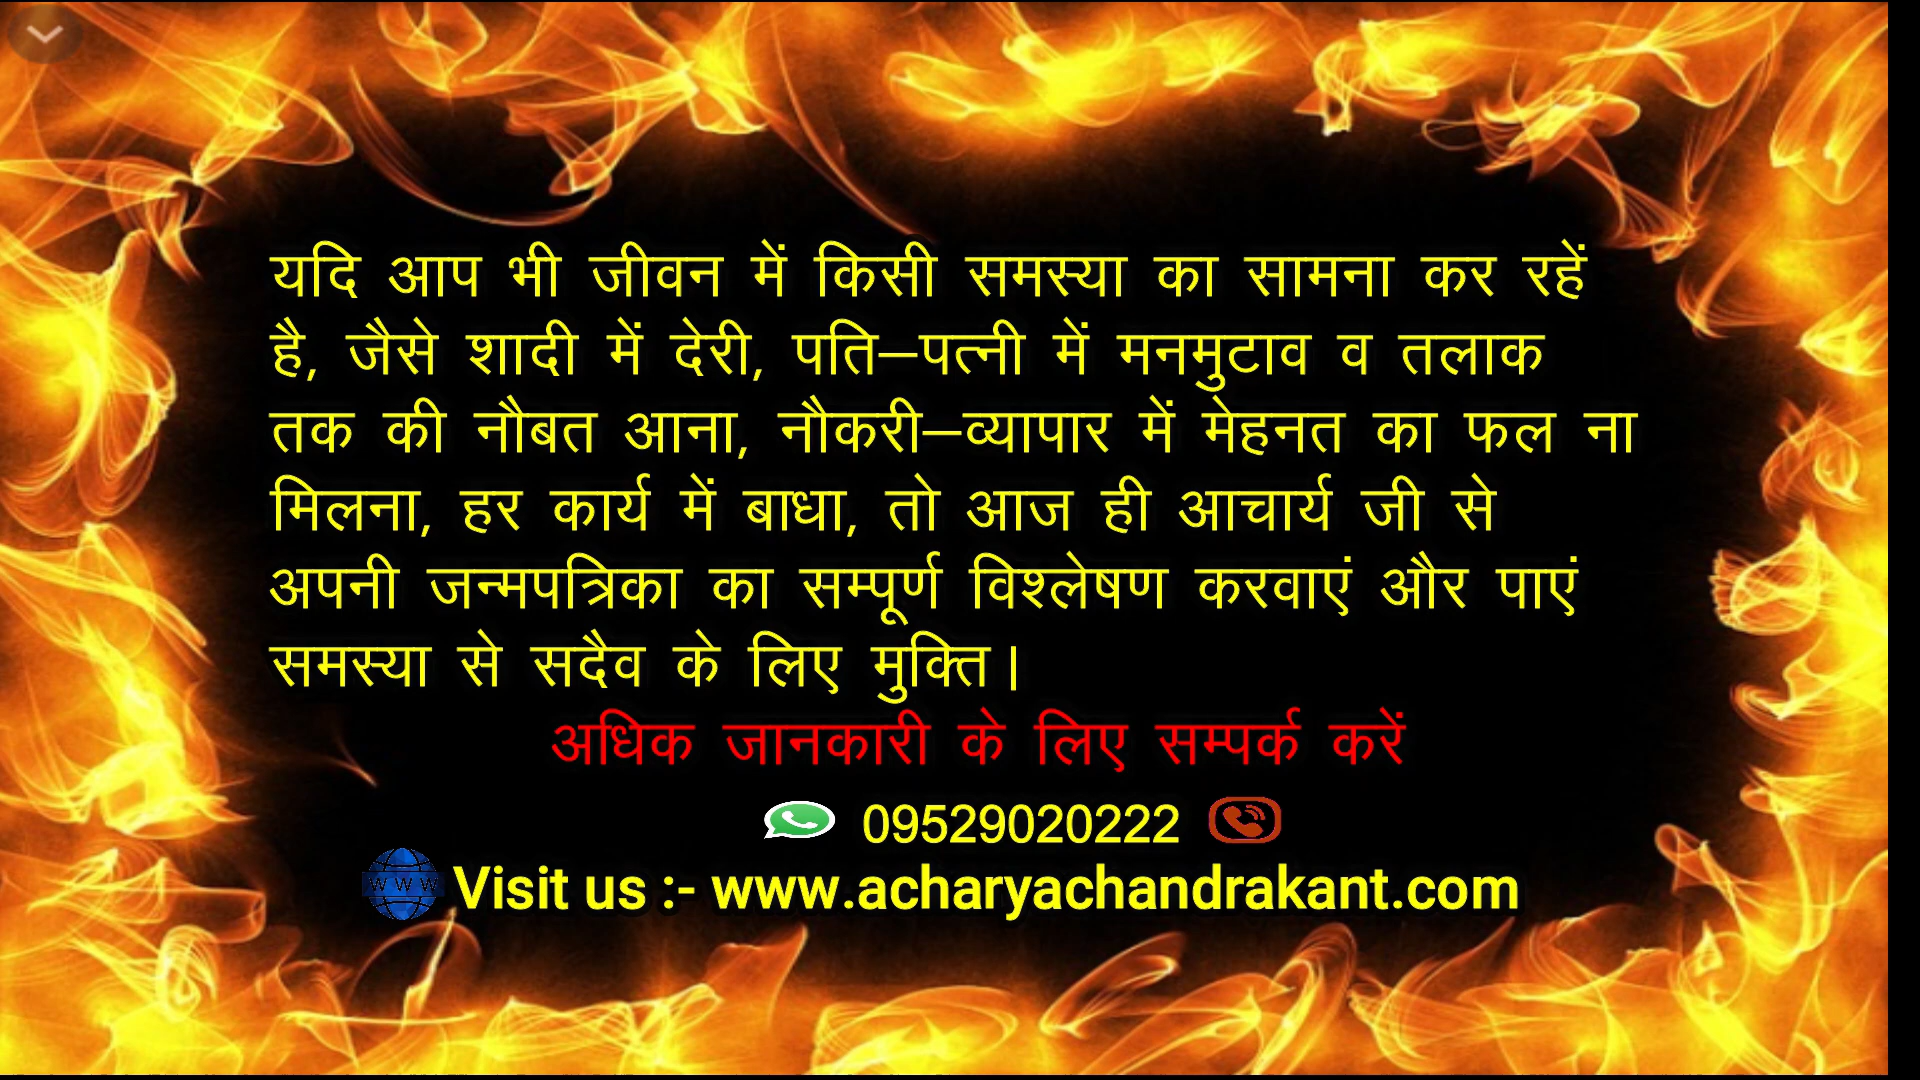 यदि आप भी जीवन में किसी समस्या का सामना कर रहें
है, जैसे शादी में देरी, पति–पत्नी में मनमुटाव व तलाक
तक की नौबत आना, नौकरी–व्यापार में मेहनत का फल ना
मिलना, हर कार्य में बाधा, तो आज ही आचार्य जी से
अपनी जन्मपत्रिका का सम्पूर्ण विश्लेषण करवाएं और पाएं
समस्या से सदैव के लिए मुक्ति।
अधिक जानकारी के लिए सम्पर्क करें
09529020222
WWW Visit us :- www.acharyachandrakant.com